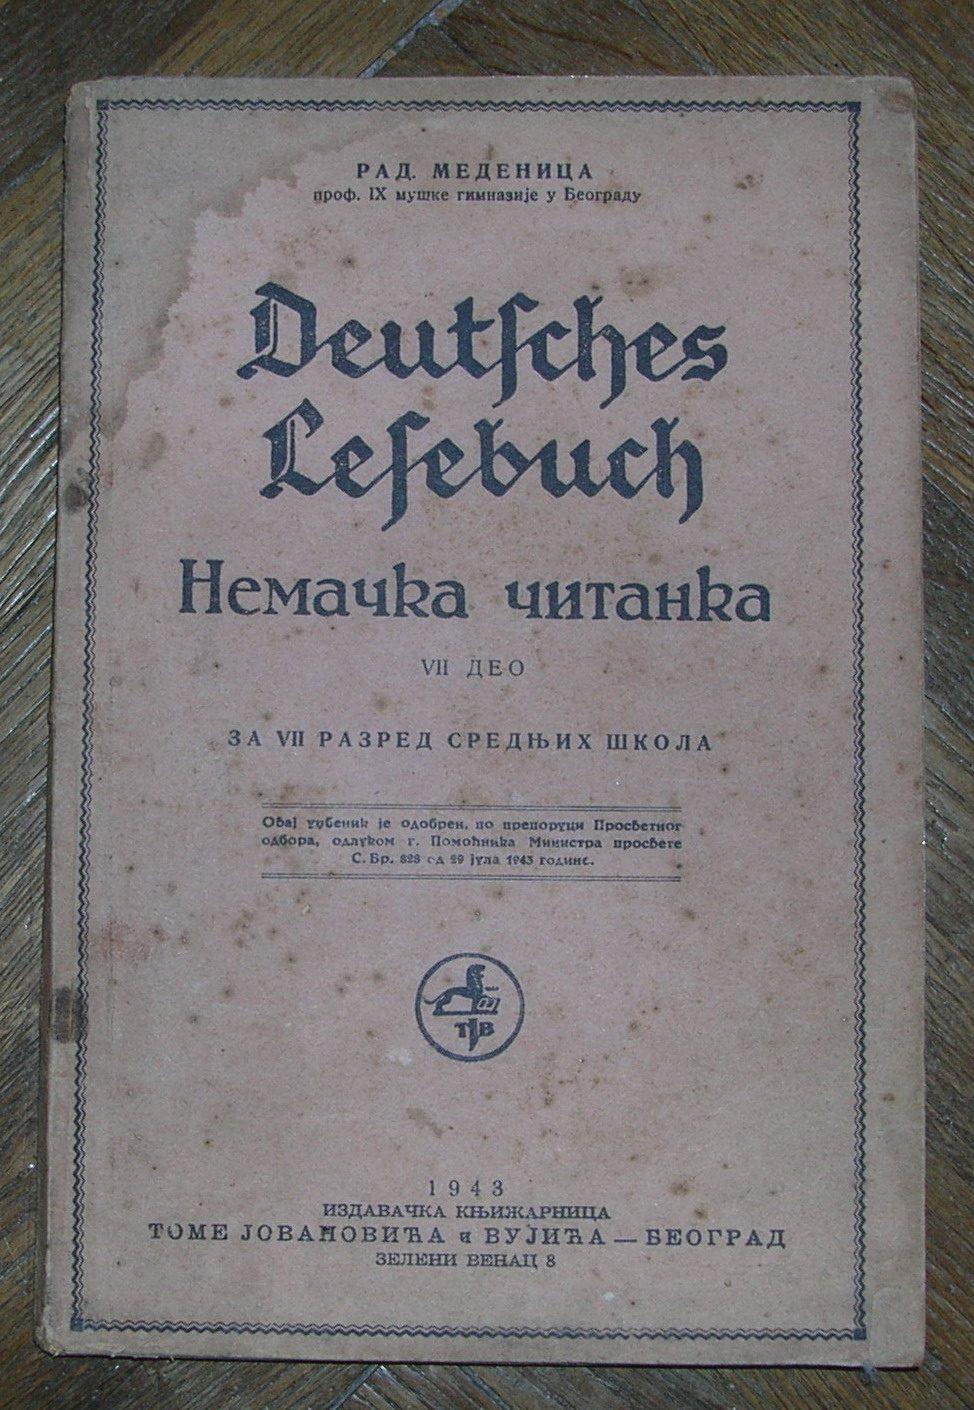 РАД. МЕДЕНИЦА
проф. IX мушке гимназије у Београду
Deutsches
Lesebuch
Немачка читанка
VII ДЕО
ЗА VII РАЗРЕД СРЕДЊИХ ШКОЛА
Овај уџбеник је одобрен, по препоруци Просветног
одбора, одлуком г. Помоћника Министра просвете
С. Бр. 828 од 29 јула 1943 године.
ТЈВ
1943
ИЗДАВАЧКА КЊИЖАРНИЦА
ТОМЕ ЈОВАНОВИЋА и ВУЈИЋА — БЕОГРАД
ЗЕЛЕНИ ВЕНАЦ 8